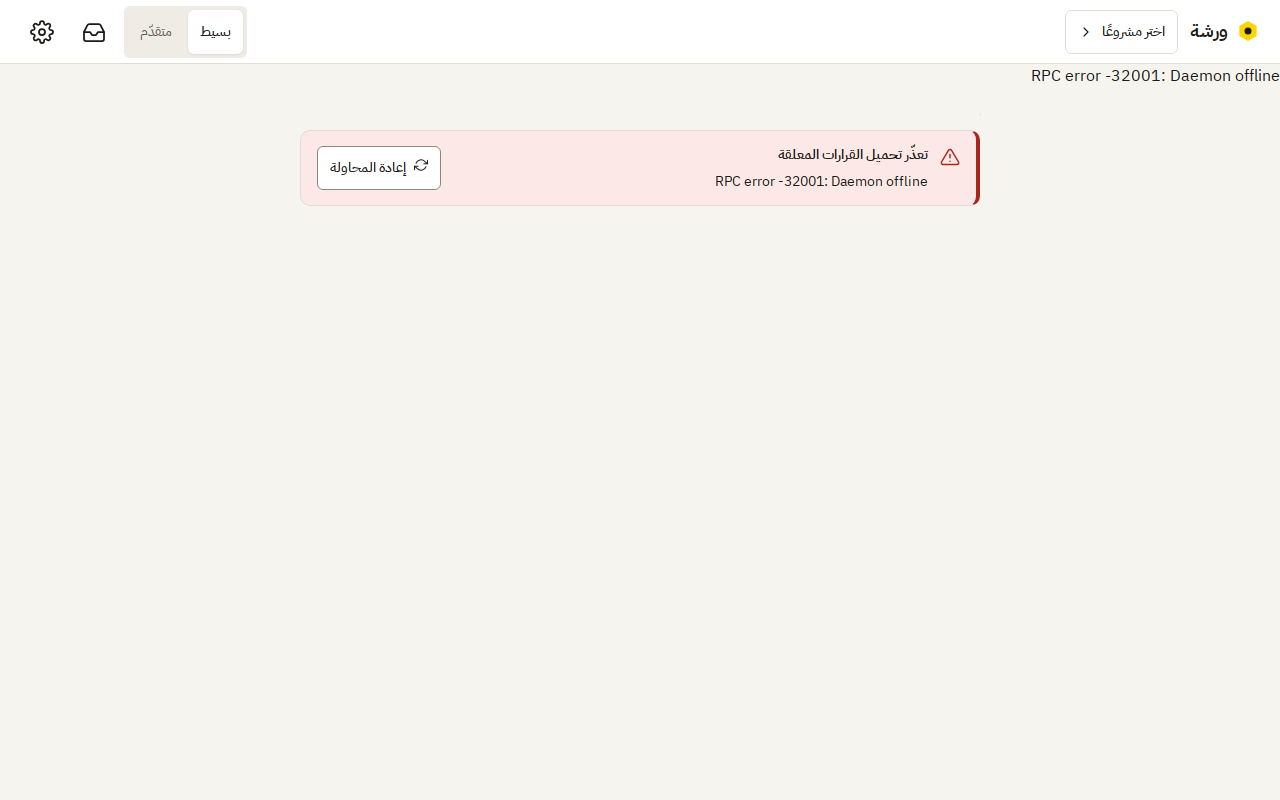 ورشة
اختر مشروعًا
بسيط
متقدّم
RPC error -32001: Daemon offline
تعذّر تحميل القرارات المعلقة
RPC error -32001: Daemon offline
إعادة المحاولة